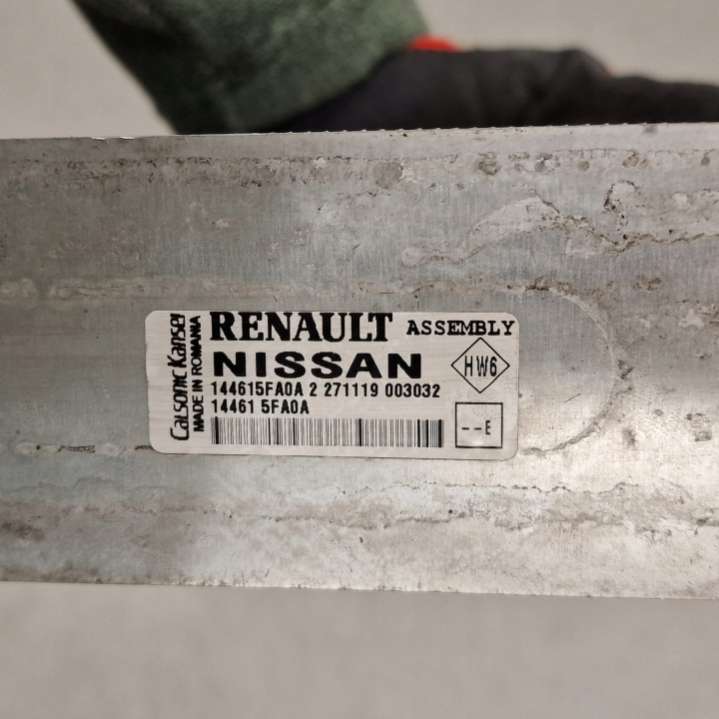 Calsonic Kansei
MADE IN ROMANIA
RENAULT ASSEMBLY
NISSAN
HW6
144615FA0A 2 271119 003032
14461 5FA0A
--E